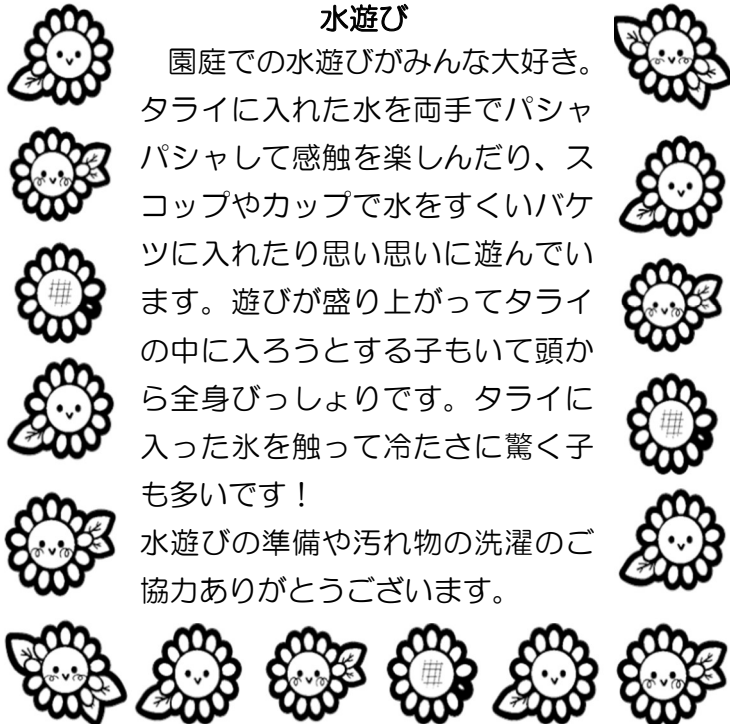 水遊び
　園庭での水遊びがみんな大好き。
タライに入れた水を両手でパシャ
パシャして感触を楽しんだり、ス
コップやカップで水をすくいバケ
ツに入れたり思い思いに遊んでい
ます。遊びが盛り上がってタライ
の中に入ろうとする子もいて頭か
ら全身びっしょりです。タライに
入った氷を触って冷たさに驚く子
も多いです！
水遊びの準備や汚れ物の洗濯のご
協力ありがとうございます。